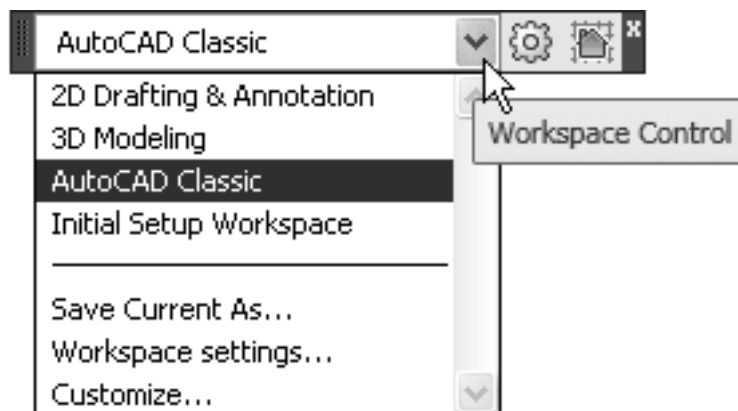 AutoCAD Classic
2D Drafting & Annotation
Workspace Control
3D Modeling
AutoCAD Classic
Initial Setup Workspace
Save Current As...
Workspace settings...
Customize...